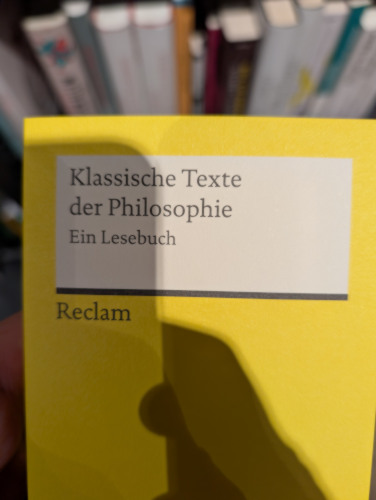 Klassische Texte
der Philosophie
Ein Lesebuch
Reclam